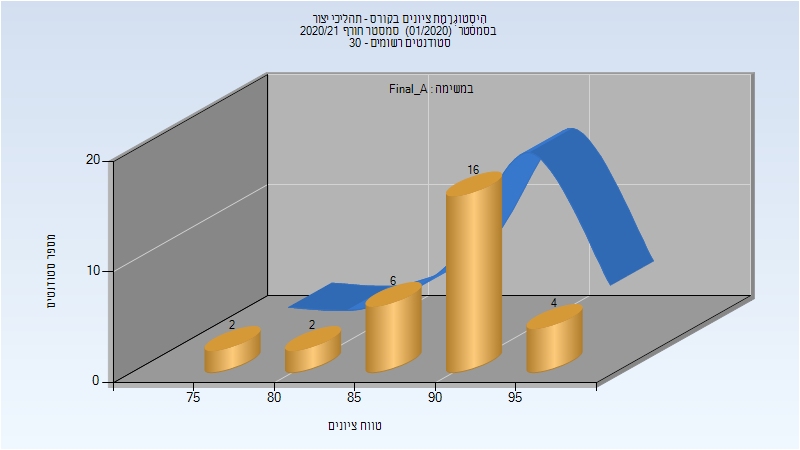 היסטוגרמת ציונים בקורס - תהליכי יצור
בסמסטר (01/2020) סמסטר חורף 2020/21
סטודנטים רשומים - 30
במשימה : Final_A
20
10
0
מספר סטודנטים
2
2
6
16
4
75
80
85
90
95
טווח ציונים